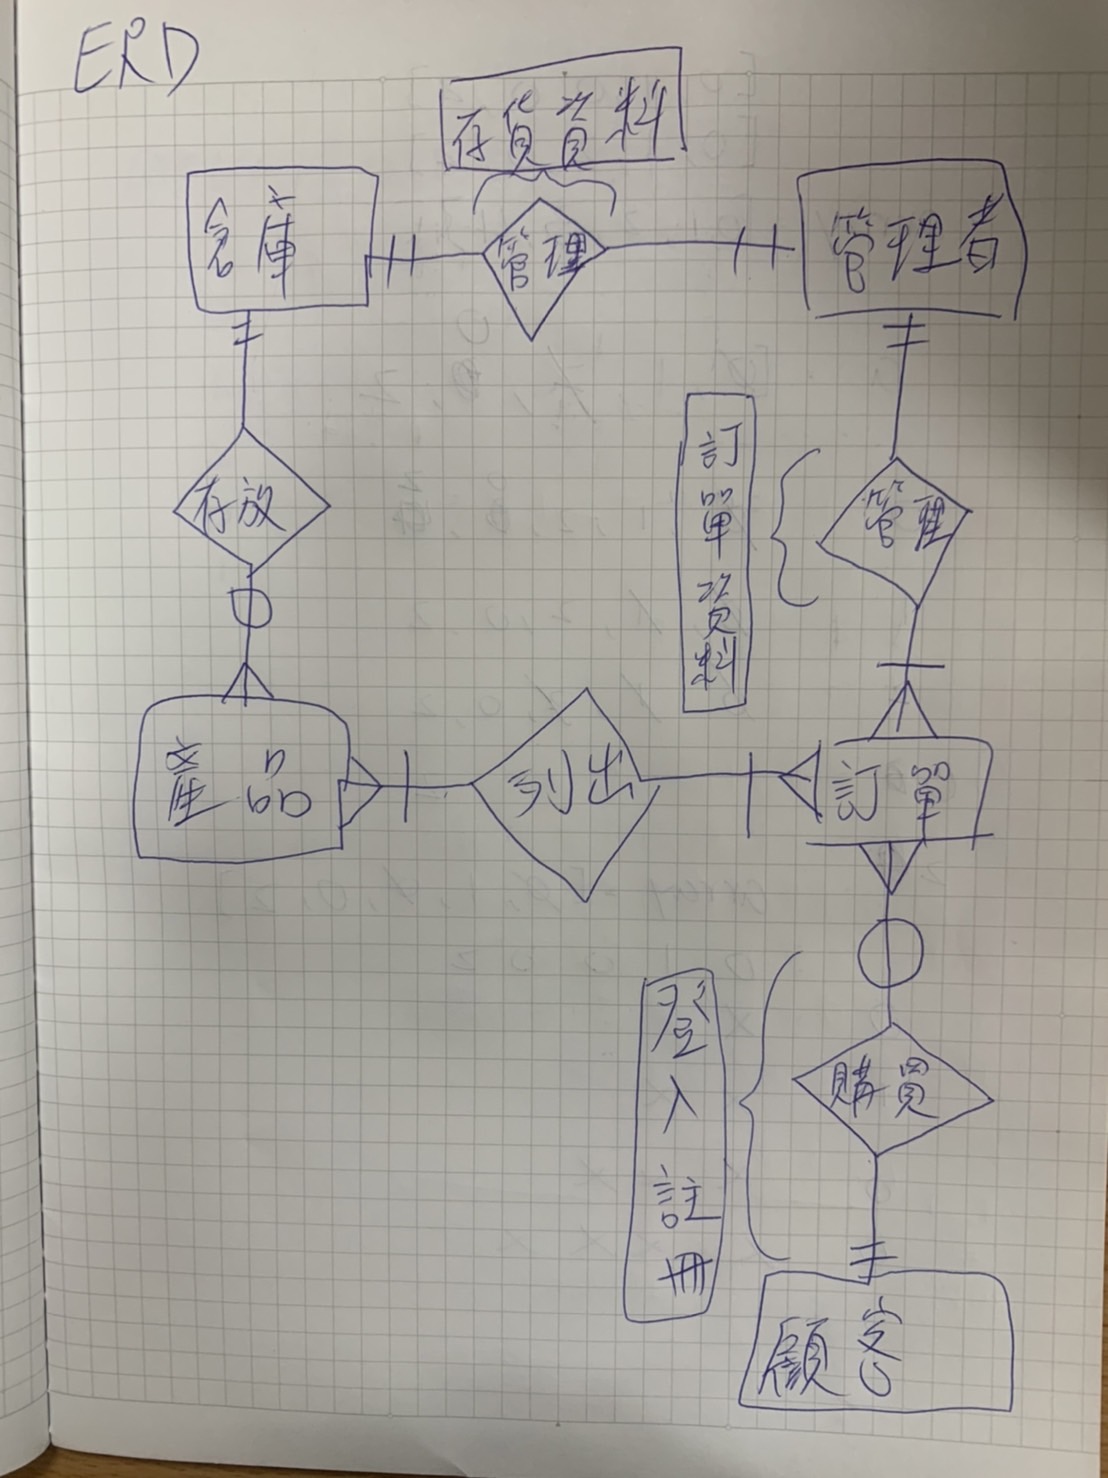 ERD
存貨資料
倉庫
管理
管理者
存放
訂單資料
管理
產品
列出
訂單
登入註冊
購買
顧客